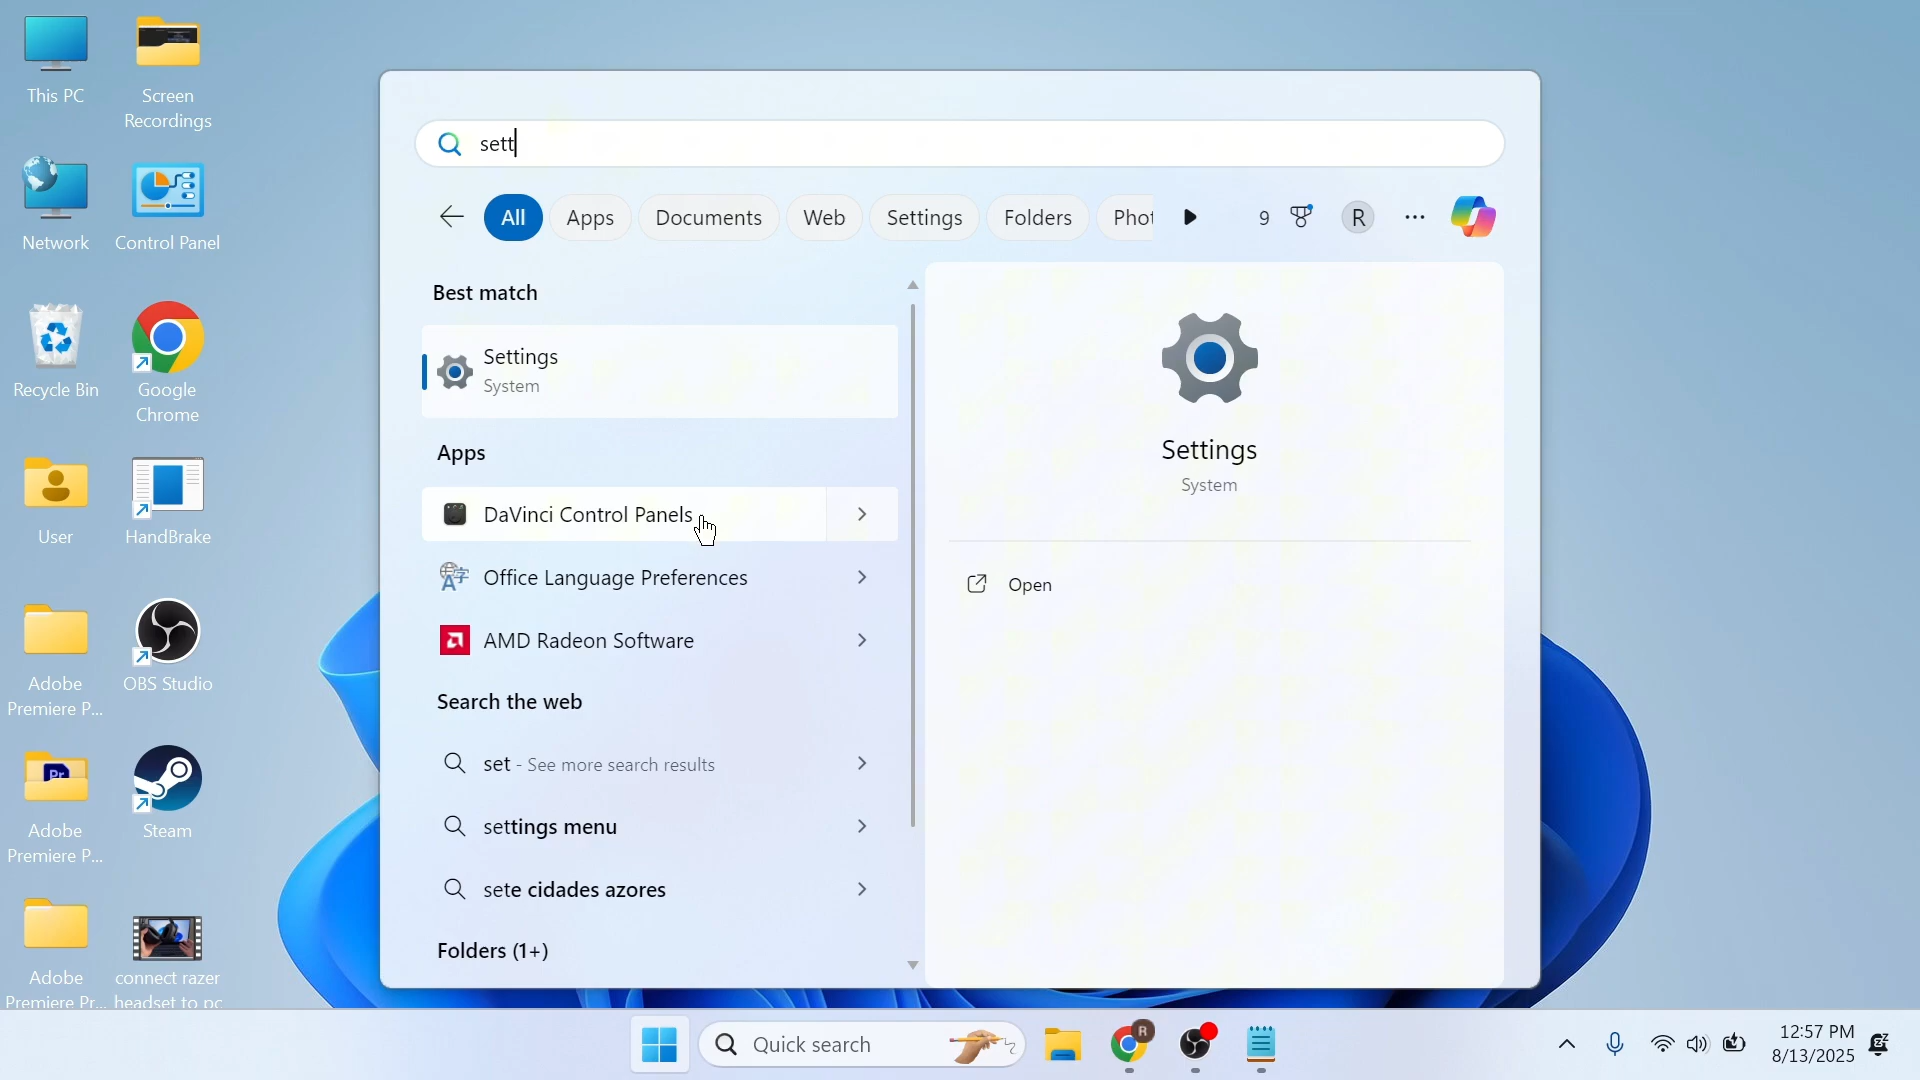 This PC
Screen
Recordings
Network
Control Panel
Recycle Bin
Google
Chrome
User
HandBrake
Adobe
Premiere P...
OBS Studio
Pr
Adobe
Premiere P...
Steam
Adobe
Premiere Pr...
connect razer
headset to pc
sett
All
Apps
Documents
Web
Settings
Folders
Phot
9
R
Best match
Settings
System
Apps
DaVinci Control Panels
Office Language Preferences
AMD Radeon Software
Search the web
set - See more search results
settings menu
sete cidades azores
Folders (1+)
Settings
System
Open
Quick search
R
12:57 PM
8/13/2025